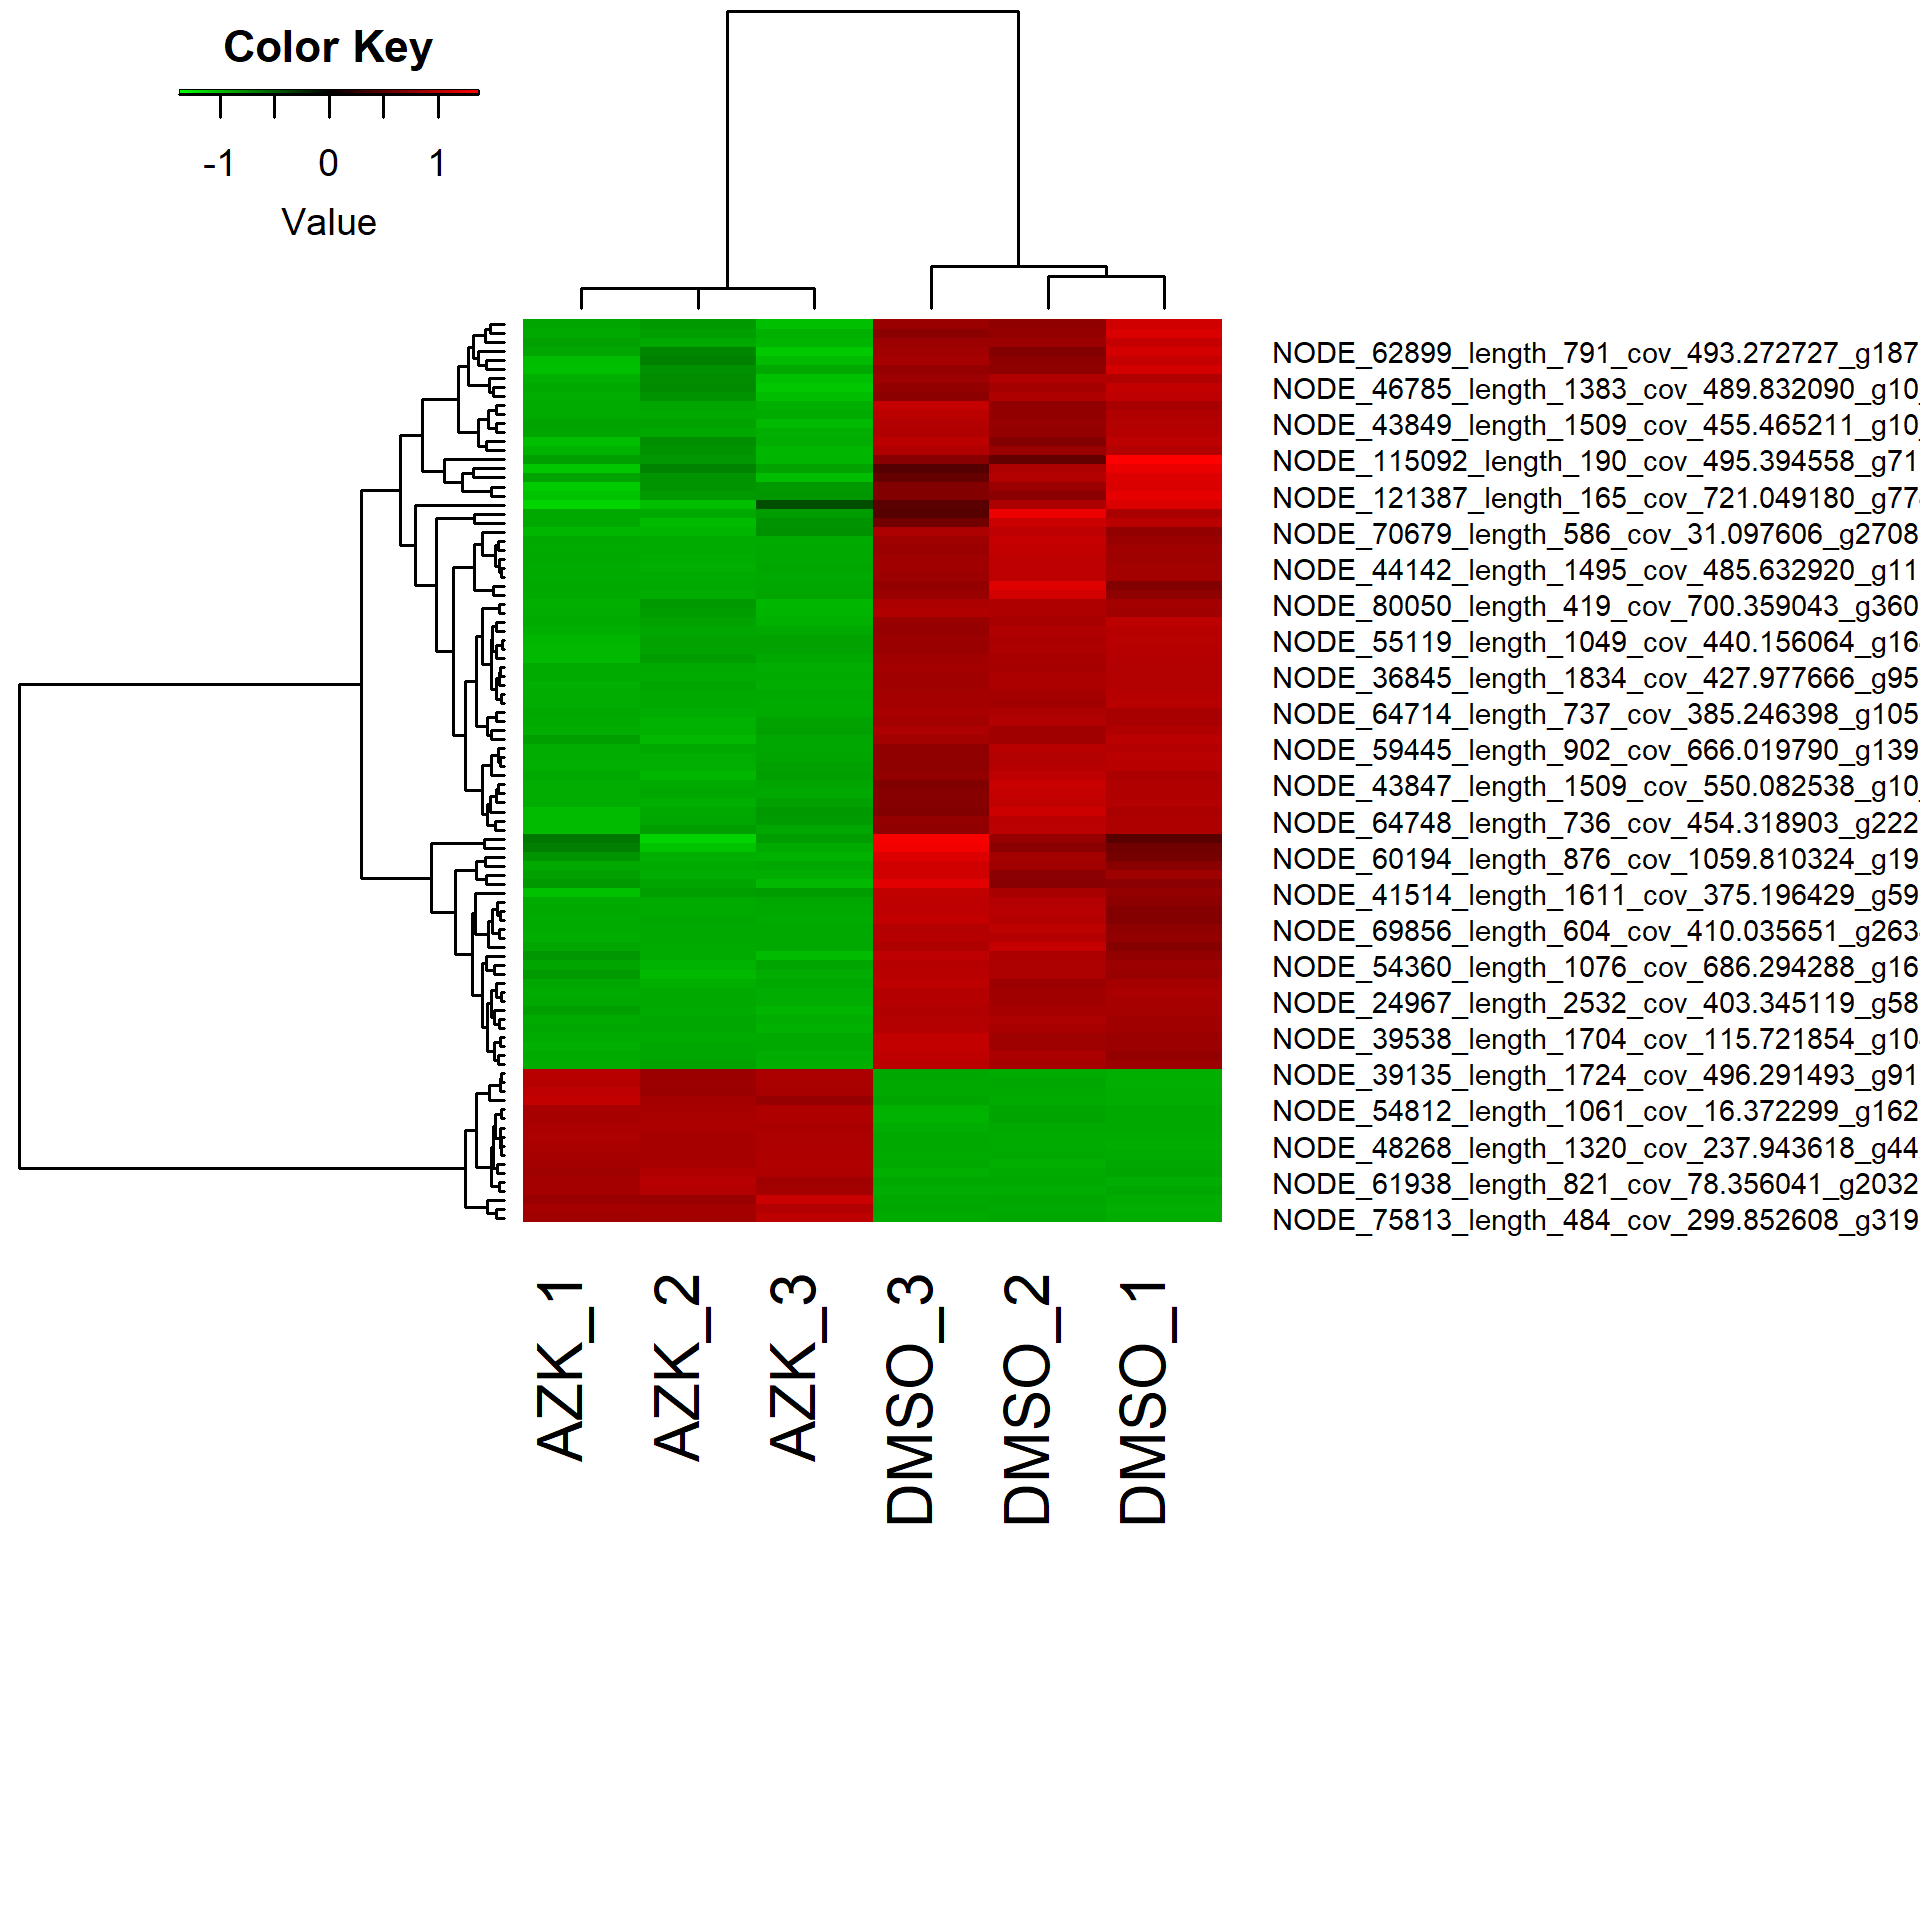 Color Key
-1 0 1
Value
NODE_62899_length_791_cov_493.272727_g187
NODE_46785_length_1383_cov_489.832090_g10_
NODE_43849_length_1509_cov_455.465211_g10_
NODE_115092_length_190_cov_495.394558_g71
NODE_121387_length_165_cov_721.049180_g77
NODE_70679_length_586_cov_31.097606_g2708
NODE_44142_length_1495_cov_485.632920_g11
NODE_80050_length_419_cov_700.359043_g360
NODE_55119_length_1049_cov_440.156064_g16
NODE_36845_length_1834_cov_427.977666_g95
NODE_64714_length_737_cov_385.246398_g105
NODE_59445_length_902_cov_666.019790_g139
NODE_43847_length_1509_cov_550.082538_g10_
NODE_64748_length_736_cov_454.318903_g222
NODE_60194_length_876_cov_1059.810324_g19
NODE_41514_length_1611_cov_375.196429_g59
NODE_69856_length_604_cov_410.035651_g263
NODE_54360_length_1076_cov_686.294288_g16
NODE_24967_length_2532_cov_403.345119_g58
NODE_39538_length_1704_cov_115.721854_g10
NODE_39135_length_1724_cov_496.291493_g91
NODE_54812_length_1061_cov_16.372299_g162
NODE_48268_length_1320_cov_237.943618_g44
NODE_61938_length_821_cov_78.356041_g2032
NODE_75813_length_484_cov_299.852608_g319
AZK_1
AZK_2
AZK_3
DMSO_3
DMSO_2
DMSO_1